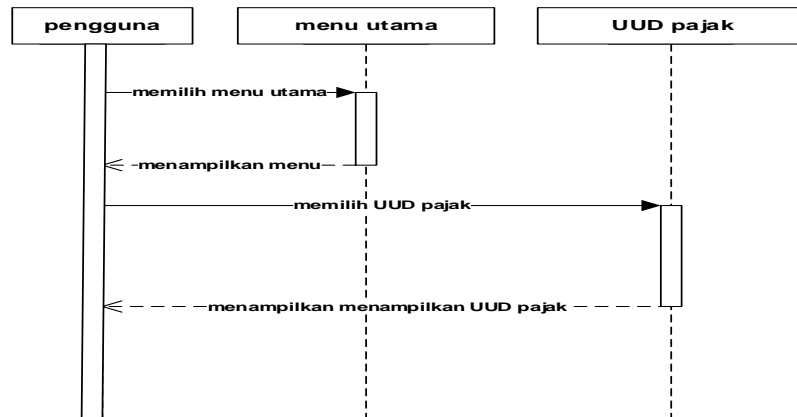 pengguna
menu utama
UUD pajak
memilih menu utama
menampilkan menu
memilih UUD pajak
menampilkan menampilkan UUD pajak